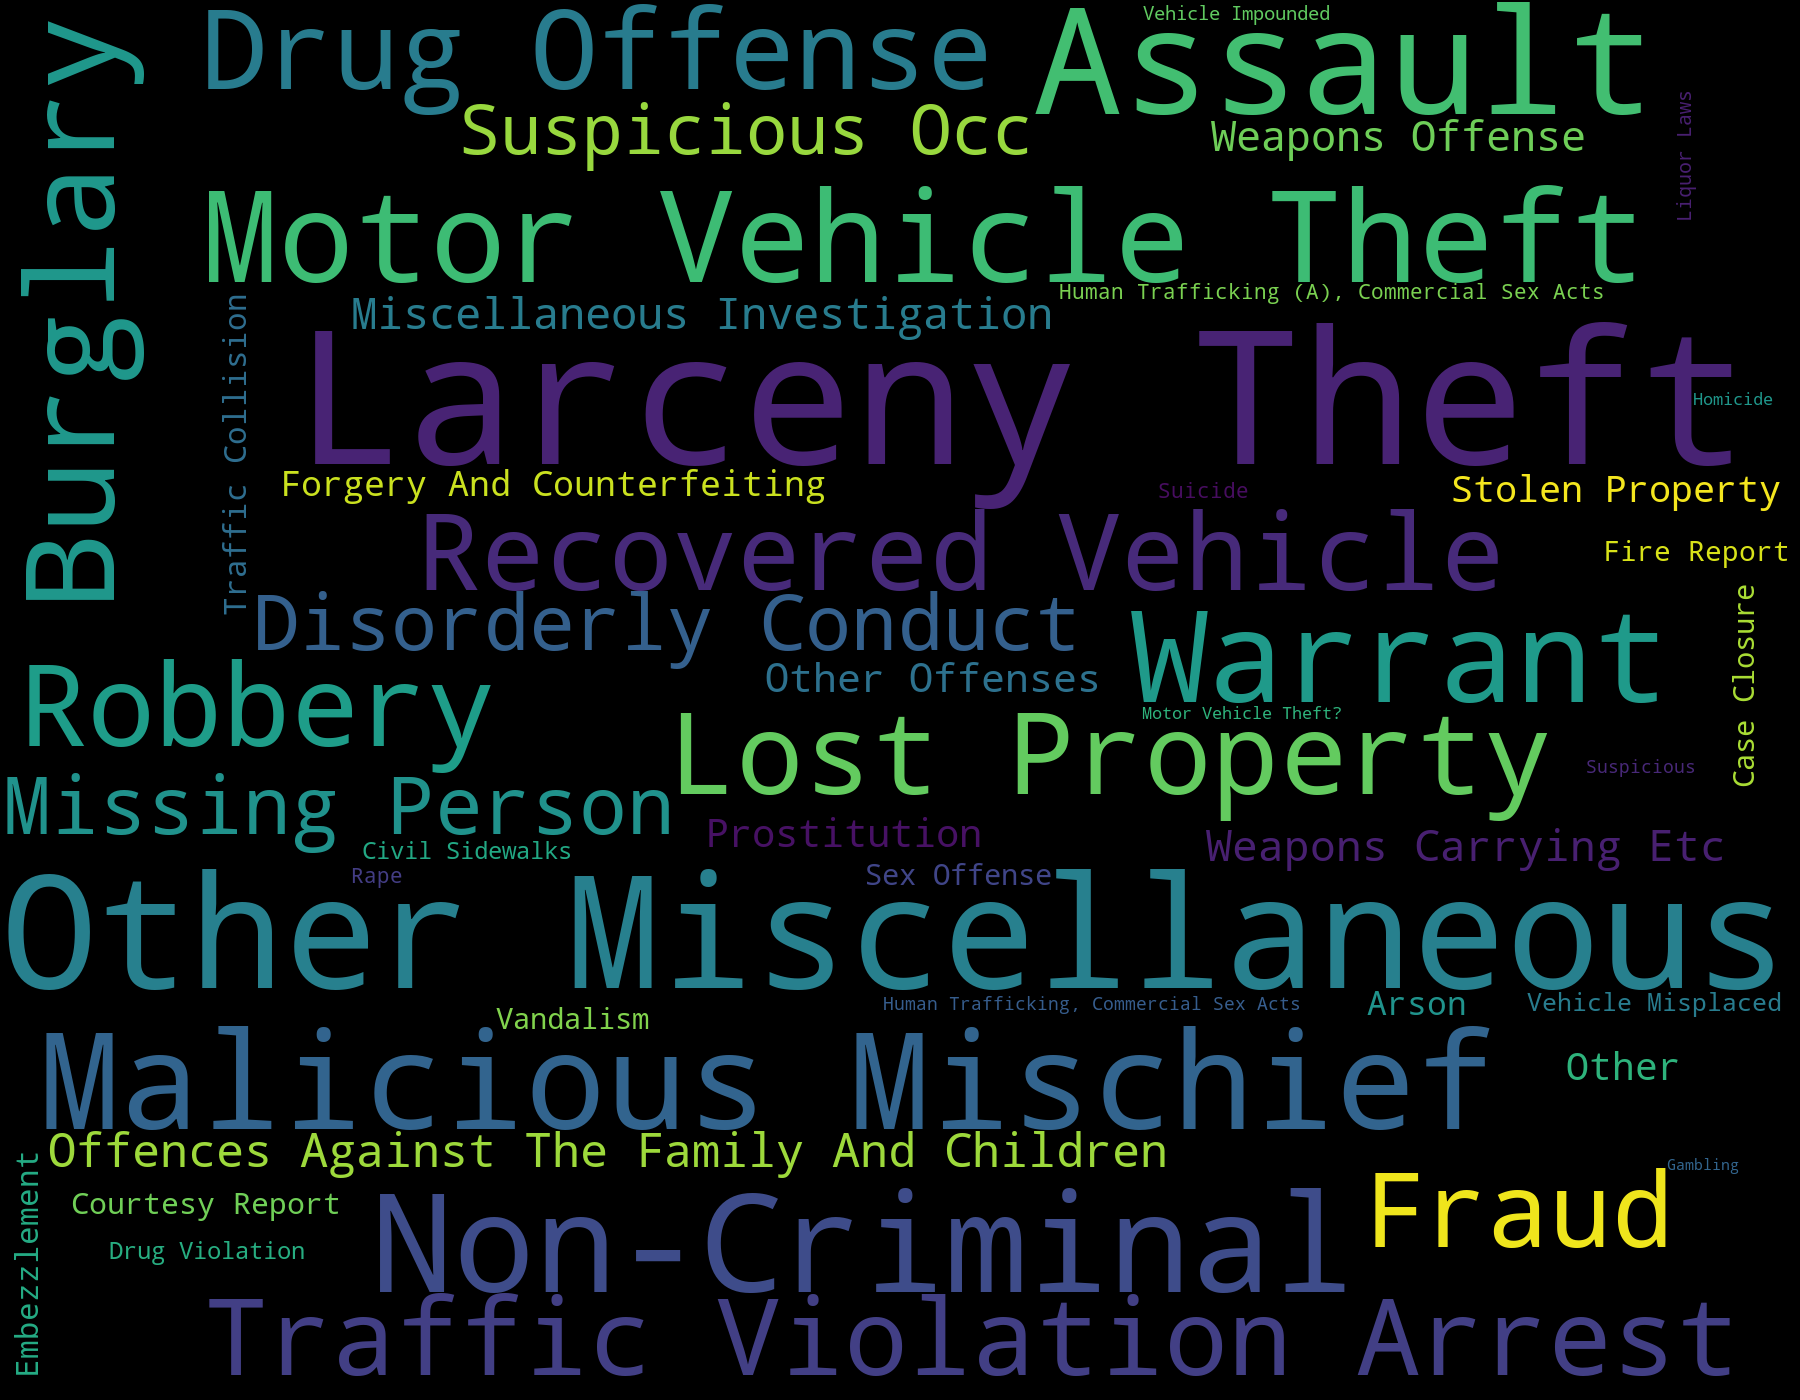 Burglary
Drug Offense
Assault
Vehicle Impounded
Suspicious Occ
Weapons Offense
Liquor Laws
Motor Vehicle Theft
Human Trafficking (A), Commercial Sex Acts
Miscellaneous Investigation
Traffic Collision
Larceny Theft
Homicide
Forgery And Counterfeiting
Suicide
Stolen Property
Recovered Vehicle
Fire Report
Disorderly Conduct
Warrant
Case Closure
Other Offenses
Robbery
Motor Vehicle Theft?
Lost Property
Suspicious
Missing Person
Prostitution
Weapons Carrying Etc
Civil Sidewalks
Rape
Sex Offense
Other Miscellaneous
Vandalism
Human Trafficking, Commercial Sex Acts
Arson
Vehicle Misplaced
Malicious Mischief
Other
Offences Against The Family And Children
Embezzlement
Courtesy Report
Non-Criminal
Fraud
Gambling
Drug Violation
Traffic Violation Arrest